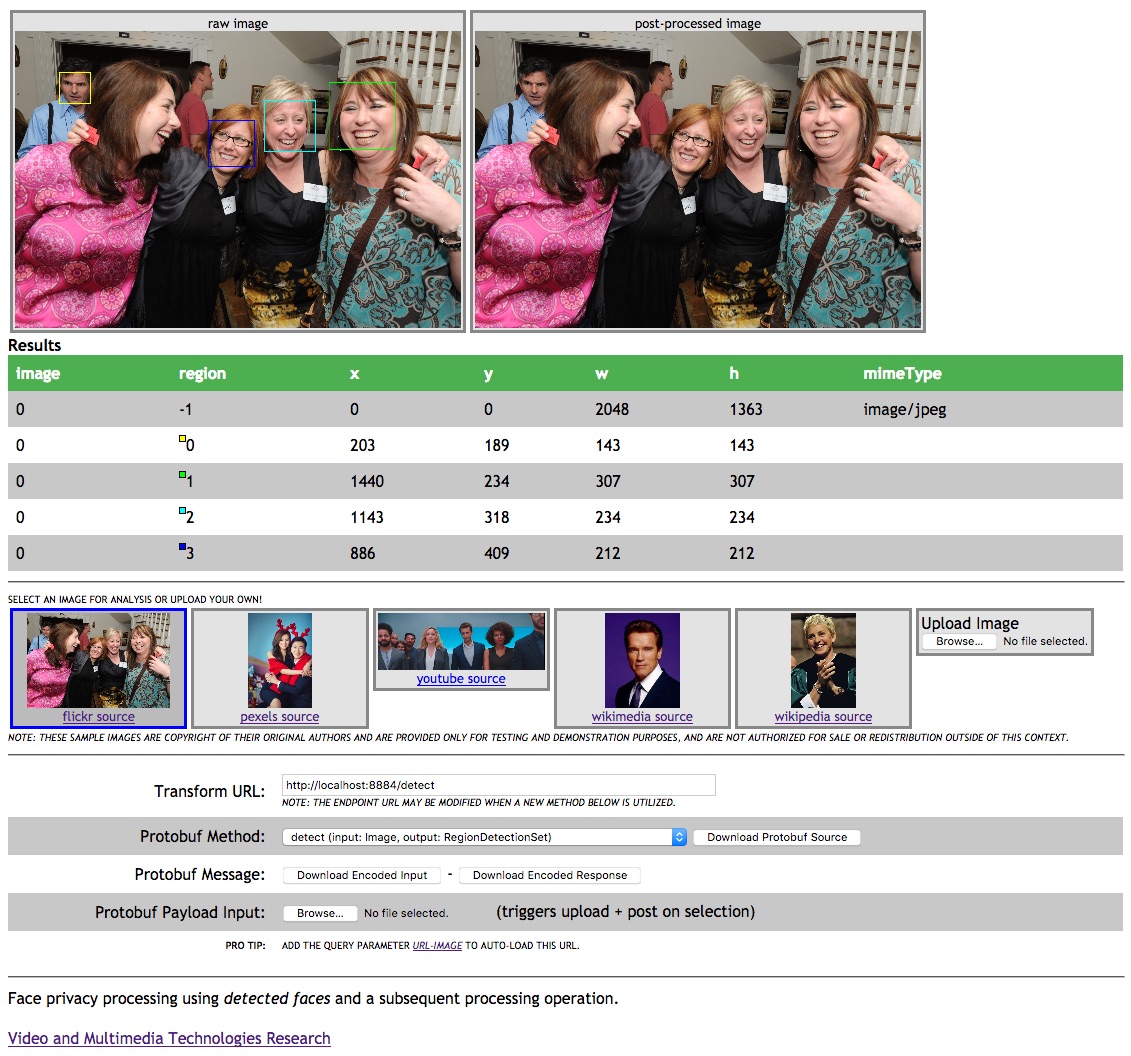 raw image
post-processed image
Results
image region x y w h mimeType
0 -1 0 0 2048 1363 image/jpeg
0 0 203 189 143 143
0 1 1440 234 307 307
0 2 1143 318 234 234
0 3 886 409 212 212
SELECT AN IMAGE FOR ANALYSIS OR UPLOAD YOUR OWN!
flickr source
pexels source
youtube source
wikimedia source
wikipedia source
Upload Image
Browse... No file selected.
NOTE: THESE SAMPLE IMAGES ARE COPYRIGHT OF THEIR ORIGINAL AUTHORS AND ARE PROVIDED ONLY FOR TESTING AND DEMONSTRATION PURPOSES, AND ARE NOT AUTHORIZED FOR SALE OR REDISTRIBUTION OUTSIDE OF THIS CONTEXT.
Transform URL: http://localhost:8884/detect
NOTE: THE ENDPOINT URL MAY BE MODIFIED WHEN A NEW METHOD BELOW IS UTILIZED.
Protobuf Method: detect (input: Image, output: RegionDetectionSet) Download Protobuf Source
Protobuf Message: Download Encoded Input - Download Encoded Response
Protobuf Payload Input: Browse... No file selected. (triggers upload + post on selection)
PRO TIP: ADD THE QUERY PARAMETER URL-IMAGE TO AUTO-LOAD THIS URL.
Face privacy processing using detected faces and a subsequent processing operation.
Video and Multimedia Technologies Research